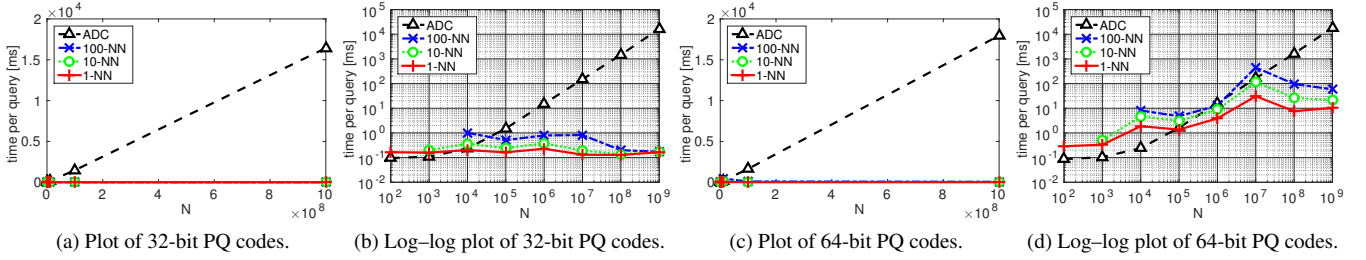 2 ×10⁴
1.5
1
0.5
0
time per query [ms]
ADC
100-NN
10-NN
1-NN
0 2 4 6 8 10
N ×10⁸
(a) Plot of 32-bit PQ codes.
10⁵
10⁴
10³
10²
10¹
10⁰
10⁻¹
10⁻²
time per query [ms]
ADC
100-NN
10-NN
1-NN
10² 10³ 10⁴ 10⁵ 10⁶ 10⁷ 10⁸ 10⁹
N
(b) Log–log plot of 32-bit PQ codes.
2 ×10⁴
1.5
1
0.5
0
time per query [ms]
ADC
100-NN
10-NN
1-NN
0 2 4 6 8 10
N ×10⁸
(c) Plot of 64-bit PQ codes.
10⁵
10⁴
10³
10²
10¹
10⁰
10⁻¹
10⁻²
time per query [ms]
ADC
100-NN
10-NN
1-NN
10² 10³ 10⁴ 10⁵ 10⁶ 10⁷ 10⁸ 10⁹
N
(d) Log–log plot of 64-bit PQ codes.